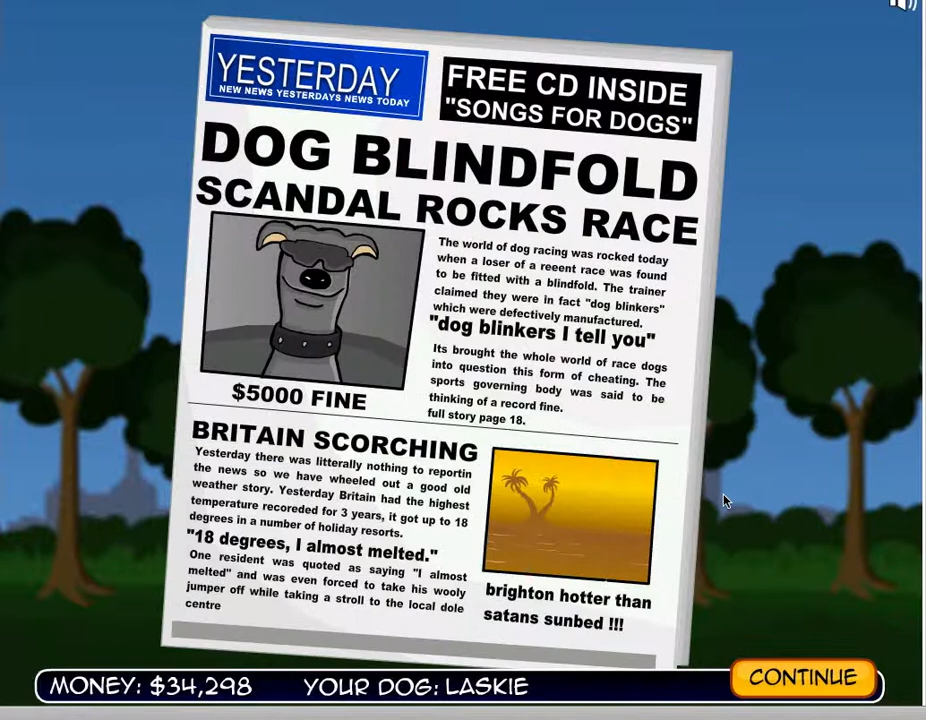 YESTERDAY
NEW NEWS YESTERDAYS NEWS TODAY
FREE CD INSIDE
"SONGS FOR DOGS"
DOG BLINDFOLD
SCANDAL ROCKS RACE
The world of dog racing was rocked today
when a loser of a reeent race was found
to be fitted with a blindfold. The trainer
claimed they were in fact "dog blinkers"
which were defectively manufactured.
"dog blinkers I tell you"
Its brought the whole world of race dogs
into question this form of cheating. The
sports governing body was said to be
thinking of a record fine.
full story page 18.
$5000 FINE
BRITAIN SCORCHING
Yesterday there was litterally nothing to reportin
the news so we have wheeled out a good old
weather story. Yesterday Britain had the highest
temperature recoreded for 3 years, it got up to 18
degrees in a number of holiday resorts.
"18 degrees, I almost melted."
One resident was quoted as saying "I almost
melted" and was even forced to take his wooly
jumper off while taking a stroll to the local dole
centre
brighton hotter than
satans sunbed !!!
MONEY: $34,298
YOUR DOG: LASKIE
CONTINUE